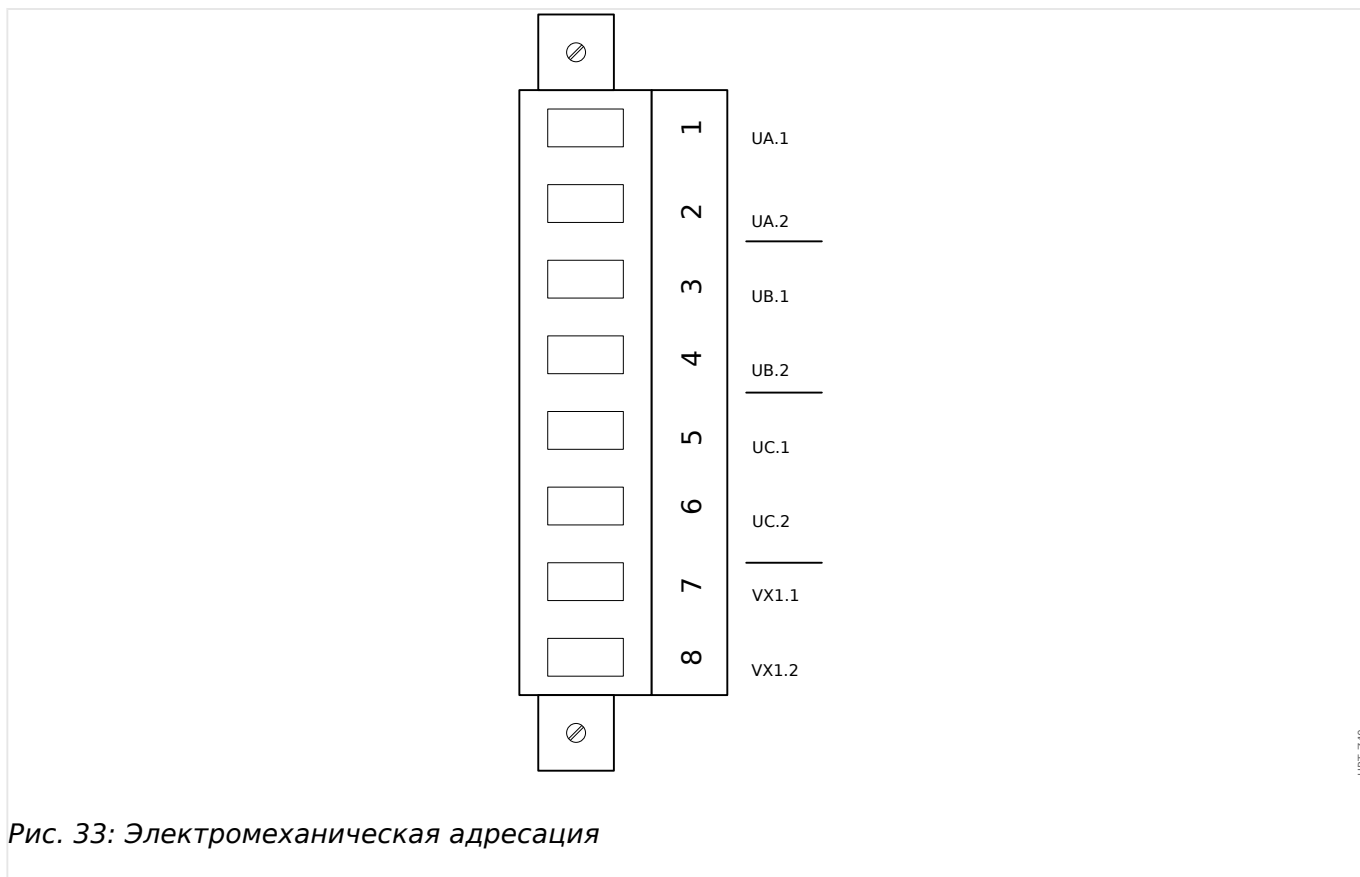 1 UA.1
2 UA.2
3 UB.1
4 UB.2
5 UC.1
6 UC.2
7 VX1.1
8 VX1.2
Рис. 33: Электромеханическая адресация